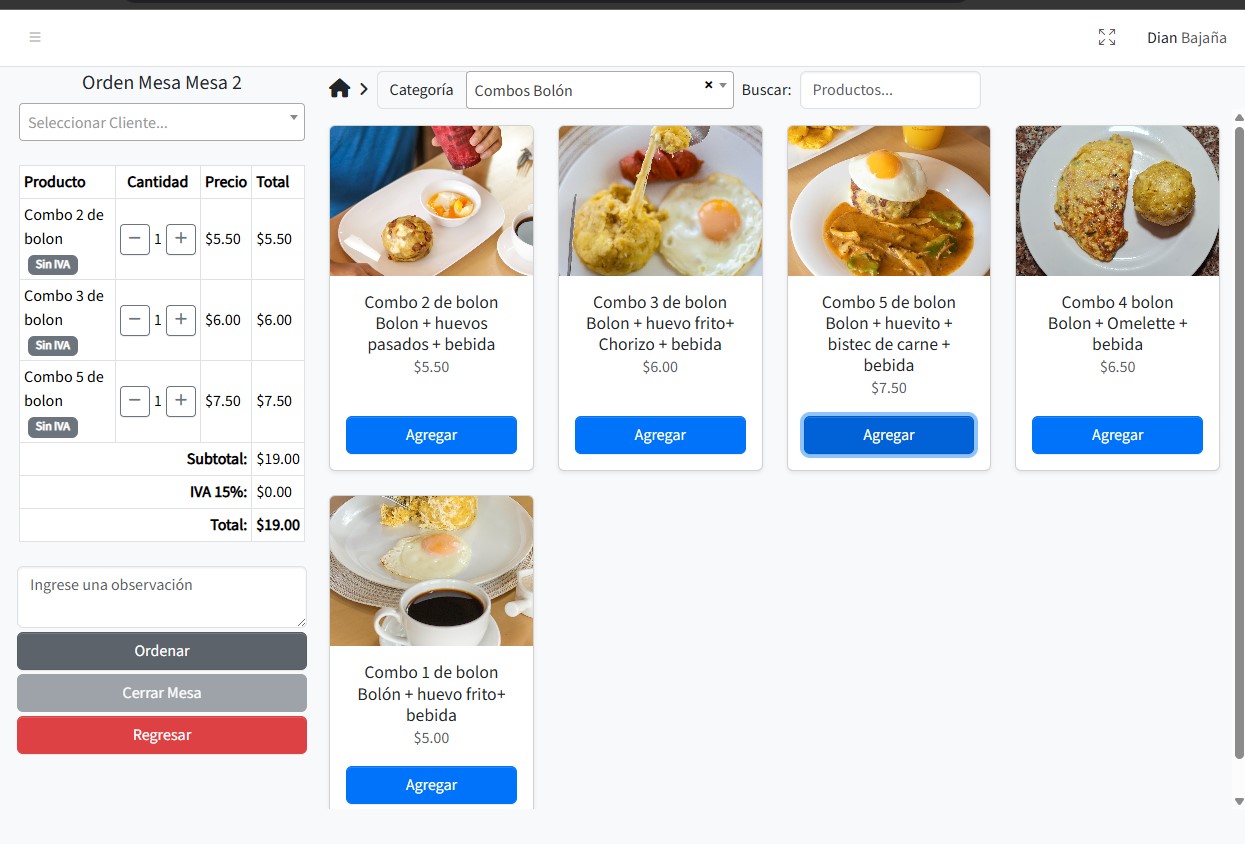 Dian Bajaña
Orden Mesa Mesa 2
Seleccionar Cliente...
Producto Cantidad Precio Total
Combo 2 de
bolon
Sin IVA
1 $5.50 $5.50
Combo 3 de
bolon
Sin IVA
1 $6.00 $6.00
Combo 5 de
bolon
Sin IVA
1 $7.50 $7.50
Subtotal: $19.00
IVA 15%: $0.00
Total: $19.00
Ingrese una observación
Ordenar
Cerrar Mesa
Regresar
Categoría Combos Bolón × Buscar: Productos...
Combo 2 de bolon
Bolon + huevos
pasados + bebida
$5.50
Agregar
Combo 3 de bolon
Bolon + huevo frito+
Chorizo + bebida
$6.00
Agregar
Combo 5 de bolon
Bolon + huevito +
bistec de carne +
bebida
$7.50
Agregar
Combo 4 bolon
Bolon + Omelette +
bebida
$6.50
Agregar
Combo 1 de bolon
Bolón + huevo frito+
bebida
$5.00
Agregar